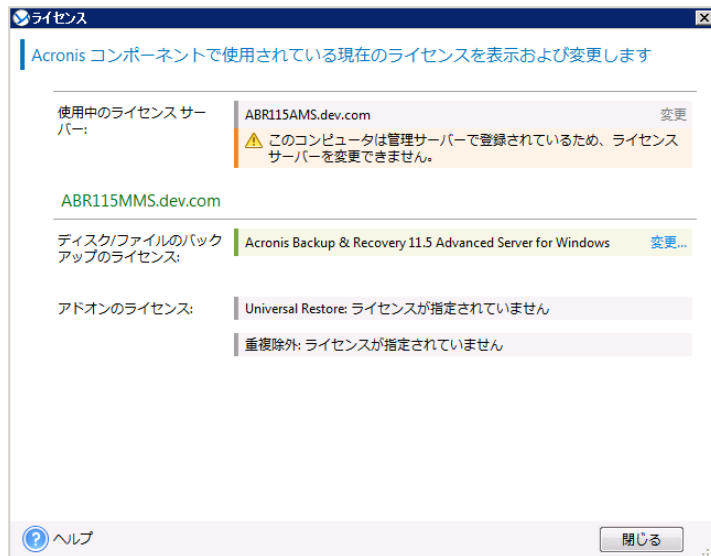 ライセンス
Acronis コンポーネントで使用されている現在のライセンスを表示および変更します
使用中のライセンス サー
バー:
ABR115AMS.dev.com
変更
このコンピュータは管理サーバーで登録されているため、ライセンス
サーバーを変更できません。
ABR115MMS.dev.com
ディスク/ファイルのバック
アップのライセンス:
Acronis Backup & Recovery 11.5 Advanced Server for Windows
変更...
アドオンのライセンス:
Universal Restore: ライセンスが指定されていません
重複除外: ライセンスが指定されていません
ヘルプ
閉じる